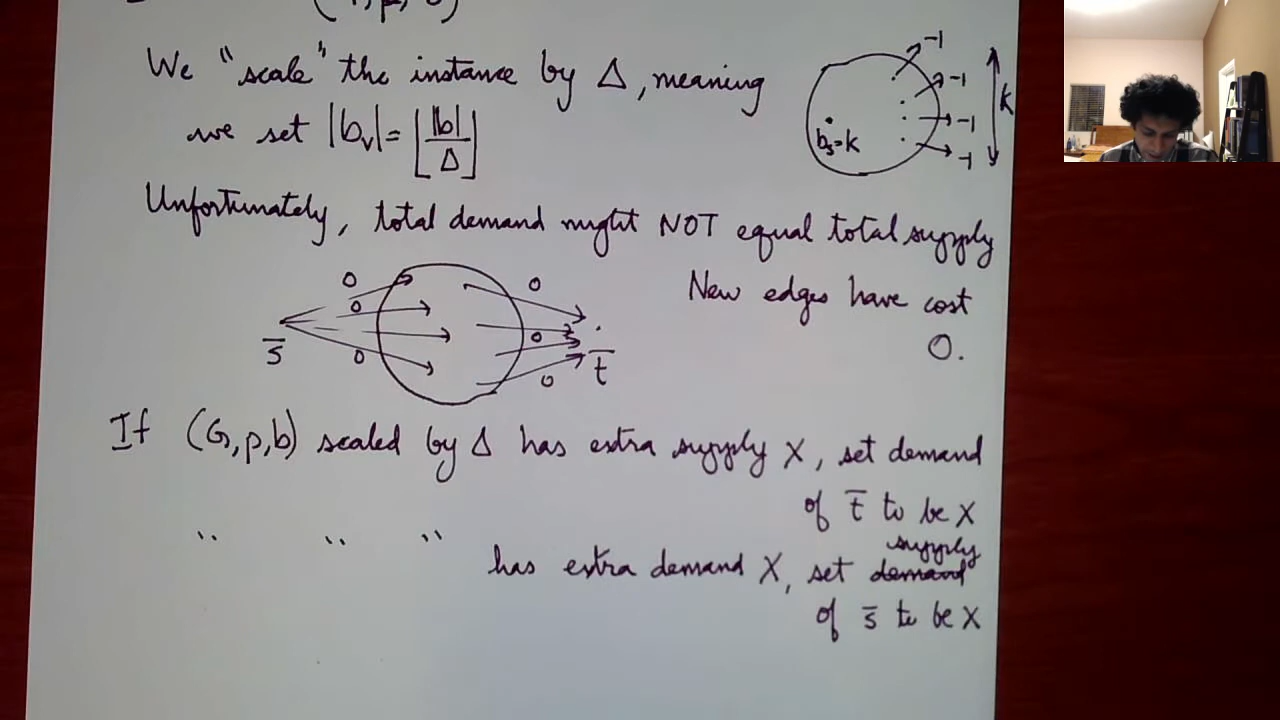 We "scale" the instance by Δ, meaning
we set |b_v| = ⌊|b|/Δ⌋
-1
-1
-1
-1
k
b_s=k
Unfortunately, total demand might NOT equal total supply
0
0
0
0
0
0
s̄
t̄
New edges have cost
0.
If (G,p,b) scaled by Δ has extra supply X, set demand
of t̄ to be X
" " " has extra demand X, set demand
supply
of s̄ to be X